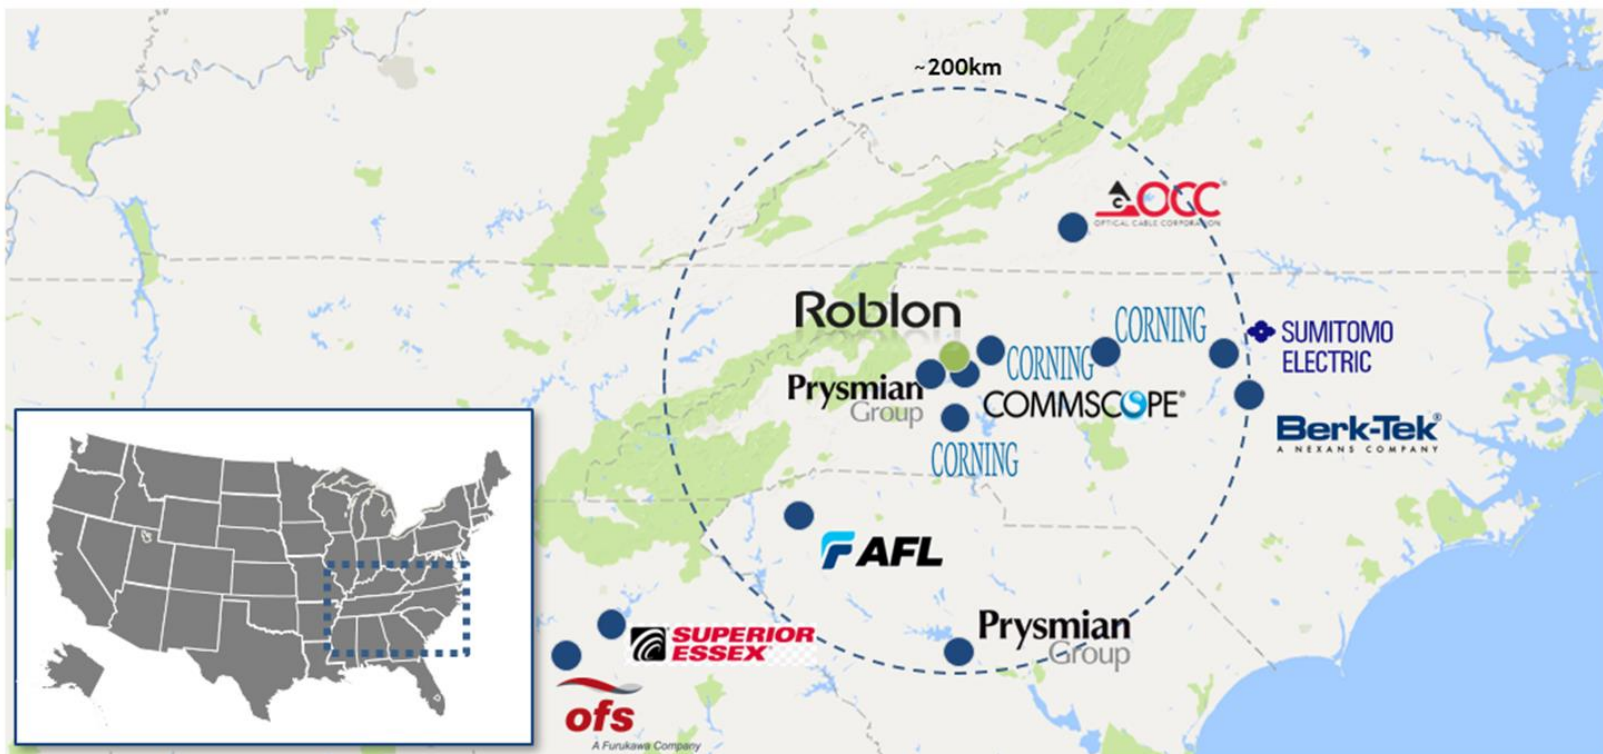 ~200km
OCC®
OPTICAL CABLE CORPORATION
Roblon
CORNING
SUMITOMO
ELECTRIC
CORNING
Prysmian
Group
COMMSCOPE®
Berk-Tek®
A NEXANS COMPANY
CORNING
AFL
Prysmian
Group
SUPERIOR
ESSEX
ofs
A Furukawa Company